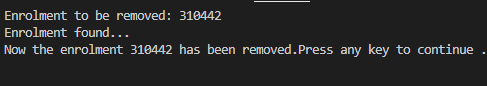 Enrolment to be removed: 310442
Enrolment found...
Now the enrolment 310442 has been removed.Press any key to continue .